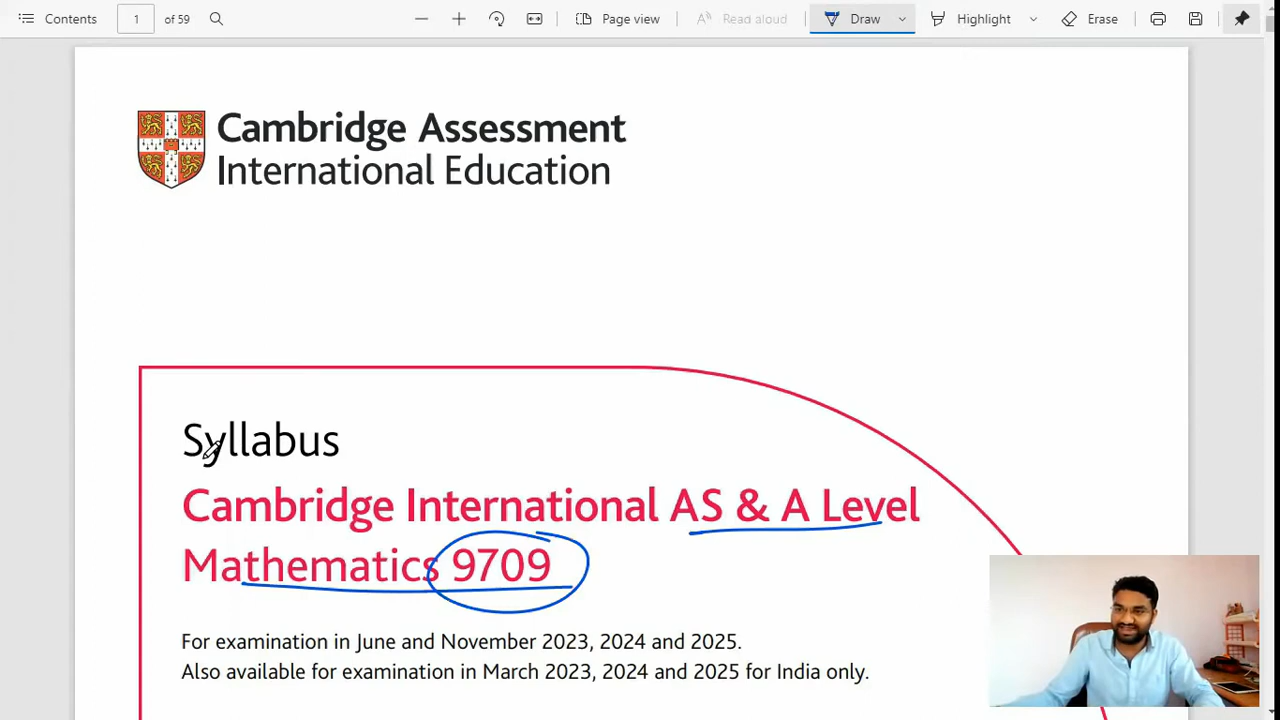 Contents
1
of 59
Page view
Read aloud
Draw
Highlight
Erase
Cambridge Assessment
International Education
Syllabus
Cambridge International AS & A Level
Mathematics 9709
For examination in June and November 2023, 2024 and 2025.
Also available for examination in March 2023, 2024 and 2025 for India only.